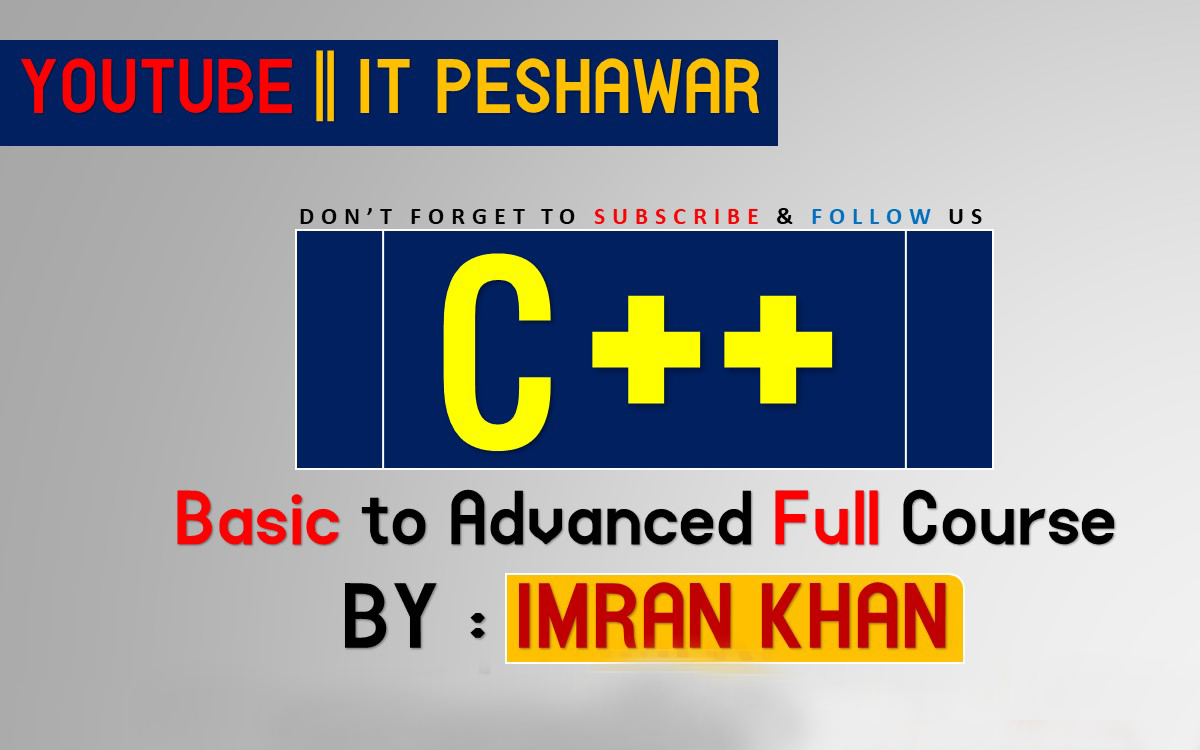 YOUTUBE || IT PESHAWAR
DON'T FORGET TO SUBSCRIBE & FOLLOW US
C++
Basic to Advanced Full Course
BY : IMRAN KHAN